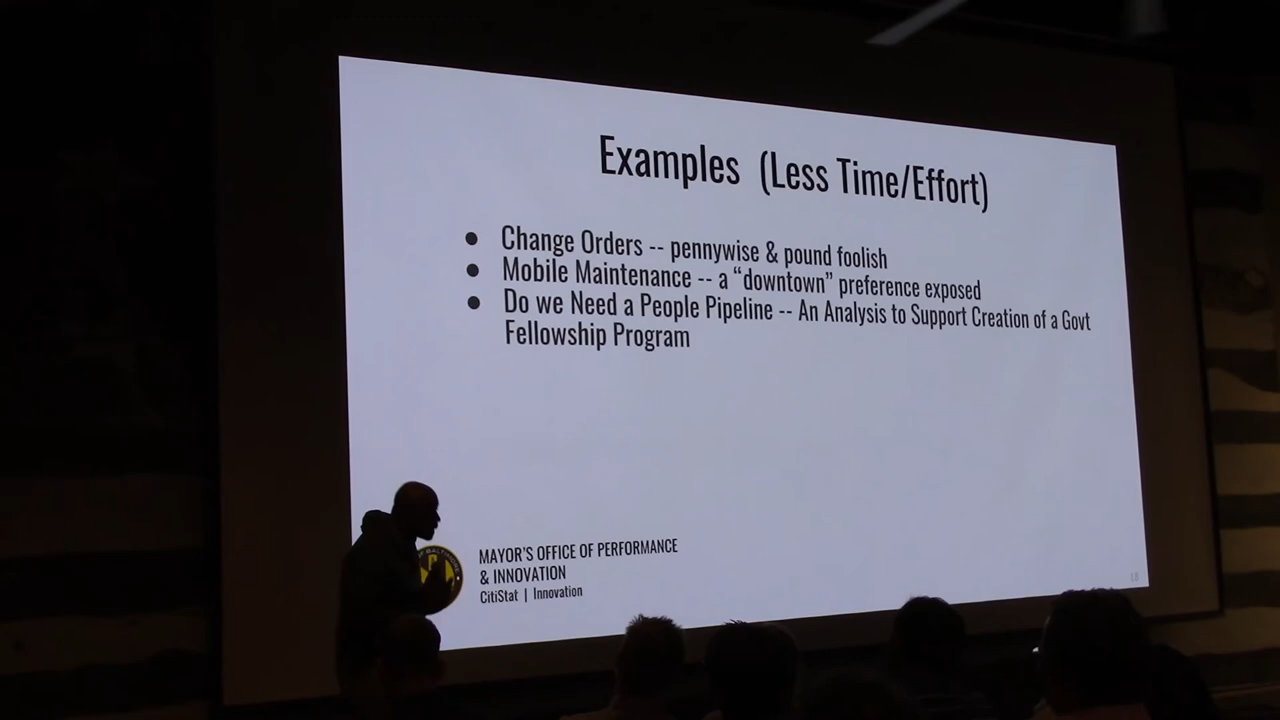 Examples (Less Time/Effort)
● Change Orders -- pennywise & pound foolish
● Mobile Maintenance -- a “downtown” preference exposed
● Do we Need a People Pipeline -- An Analysis to Support Creation of a Govt
Fellowship Program
MAYOR'S OFFICE OF PERFORMANCE
& INNOVATION
CitiStat | Innovation